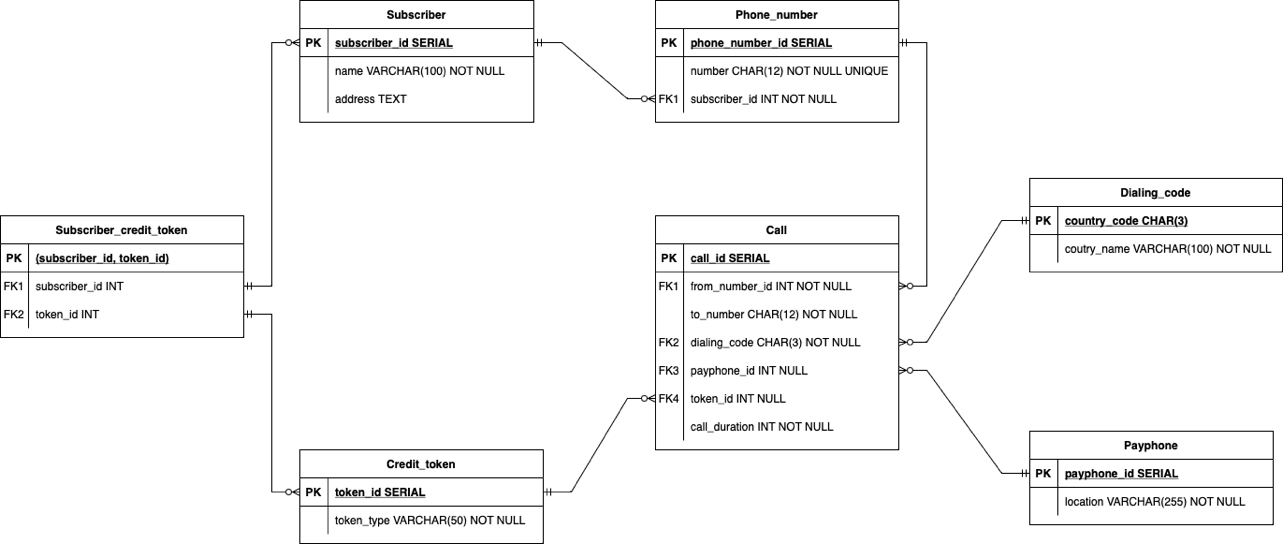 Subscriber
PK subscriber_id SERIAL
name VARCHAR(100) NOT NULL
address TEXT
Phone_number
PK phone_number_id SERIAL
number CHAR(12) NOT NULL UNIQUE
FK1 subscriber_id INT NOT NULL
Dialing_code
PK country_code CHAR(3)
coutry_name VARCHAR(100) NOT NULL
Subscriber_credit_token
PK (subscriber_id, token_id)
FK1 subscriber_id INT
FK2 token_id INT
Call
PK call_id SERIAL
FK1 from_number_id INT NOT NULL
to_number CHAR(12) NOT NULL
FK2 dialing_code CHAR(3) NOT NULL
FK3 payphone_id INT NULL
FK4 token_id INT NULL
call_duration INT NOT NULL
Credit_token
PK token_id SERIAL
token_type VARCHAR(50) NOT NULL
Payphone
PK payphone_id SERIAL
location VARCHAR(255) NOT NULL